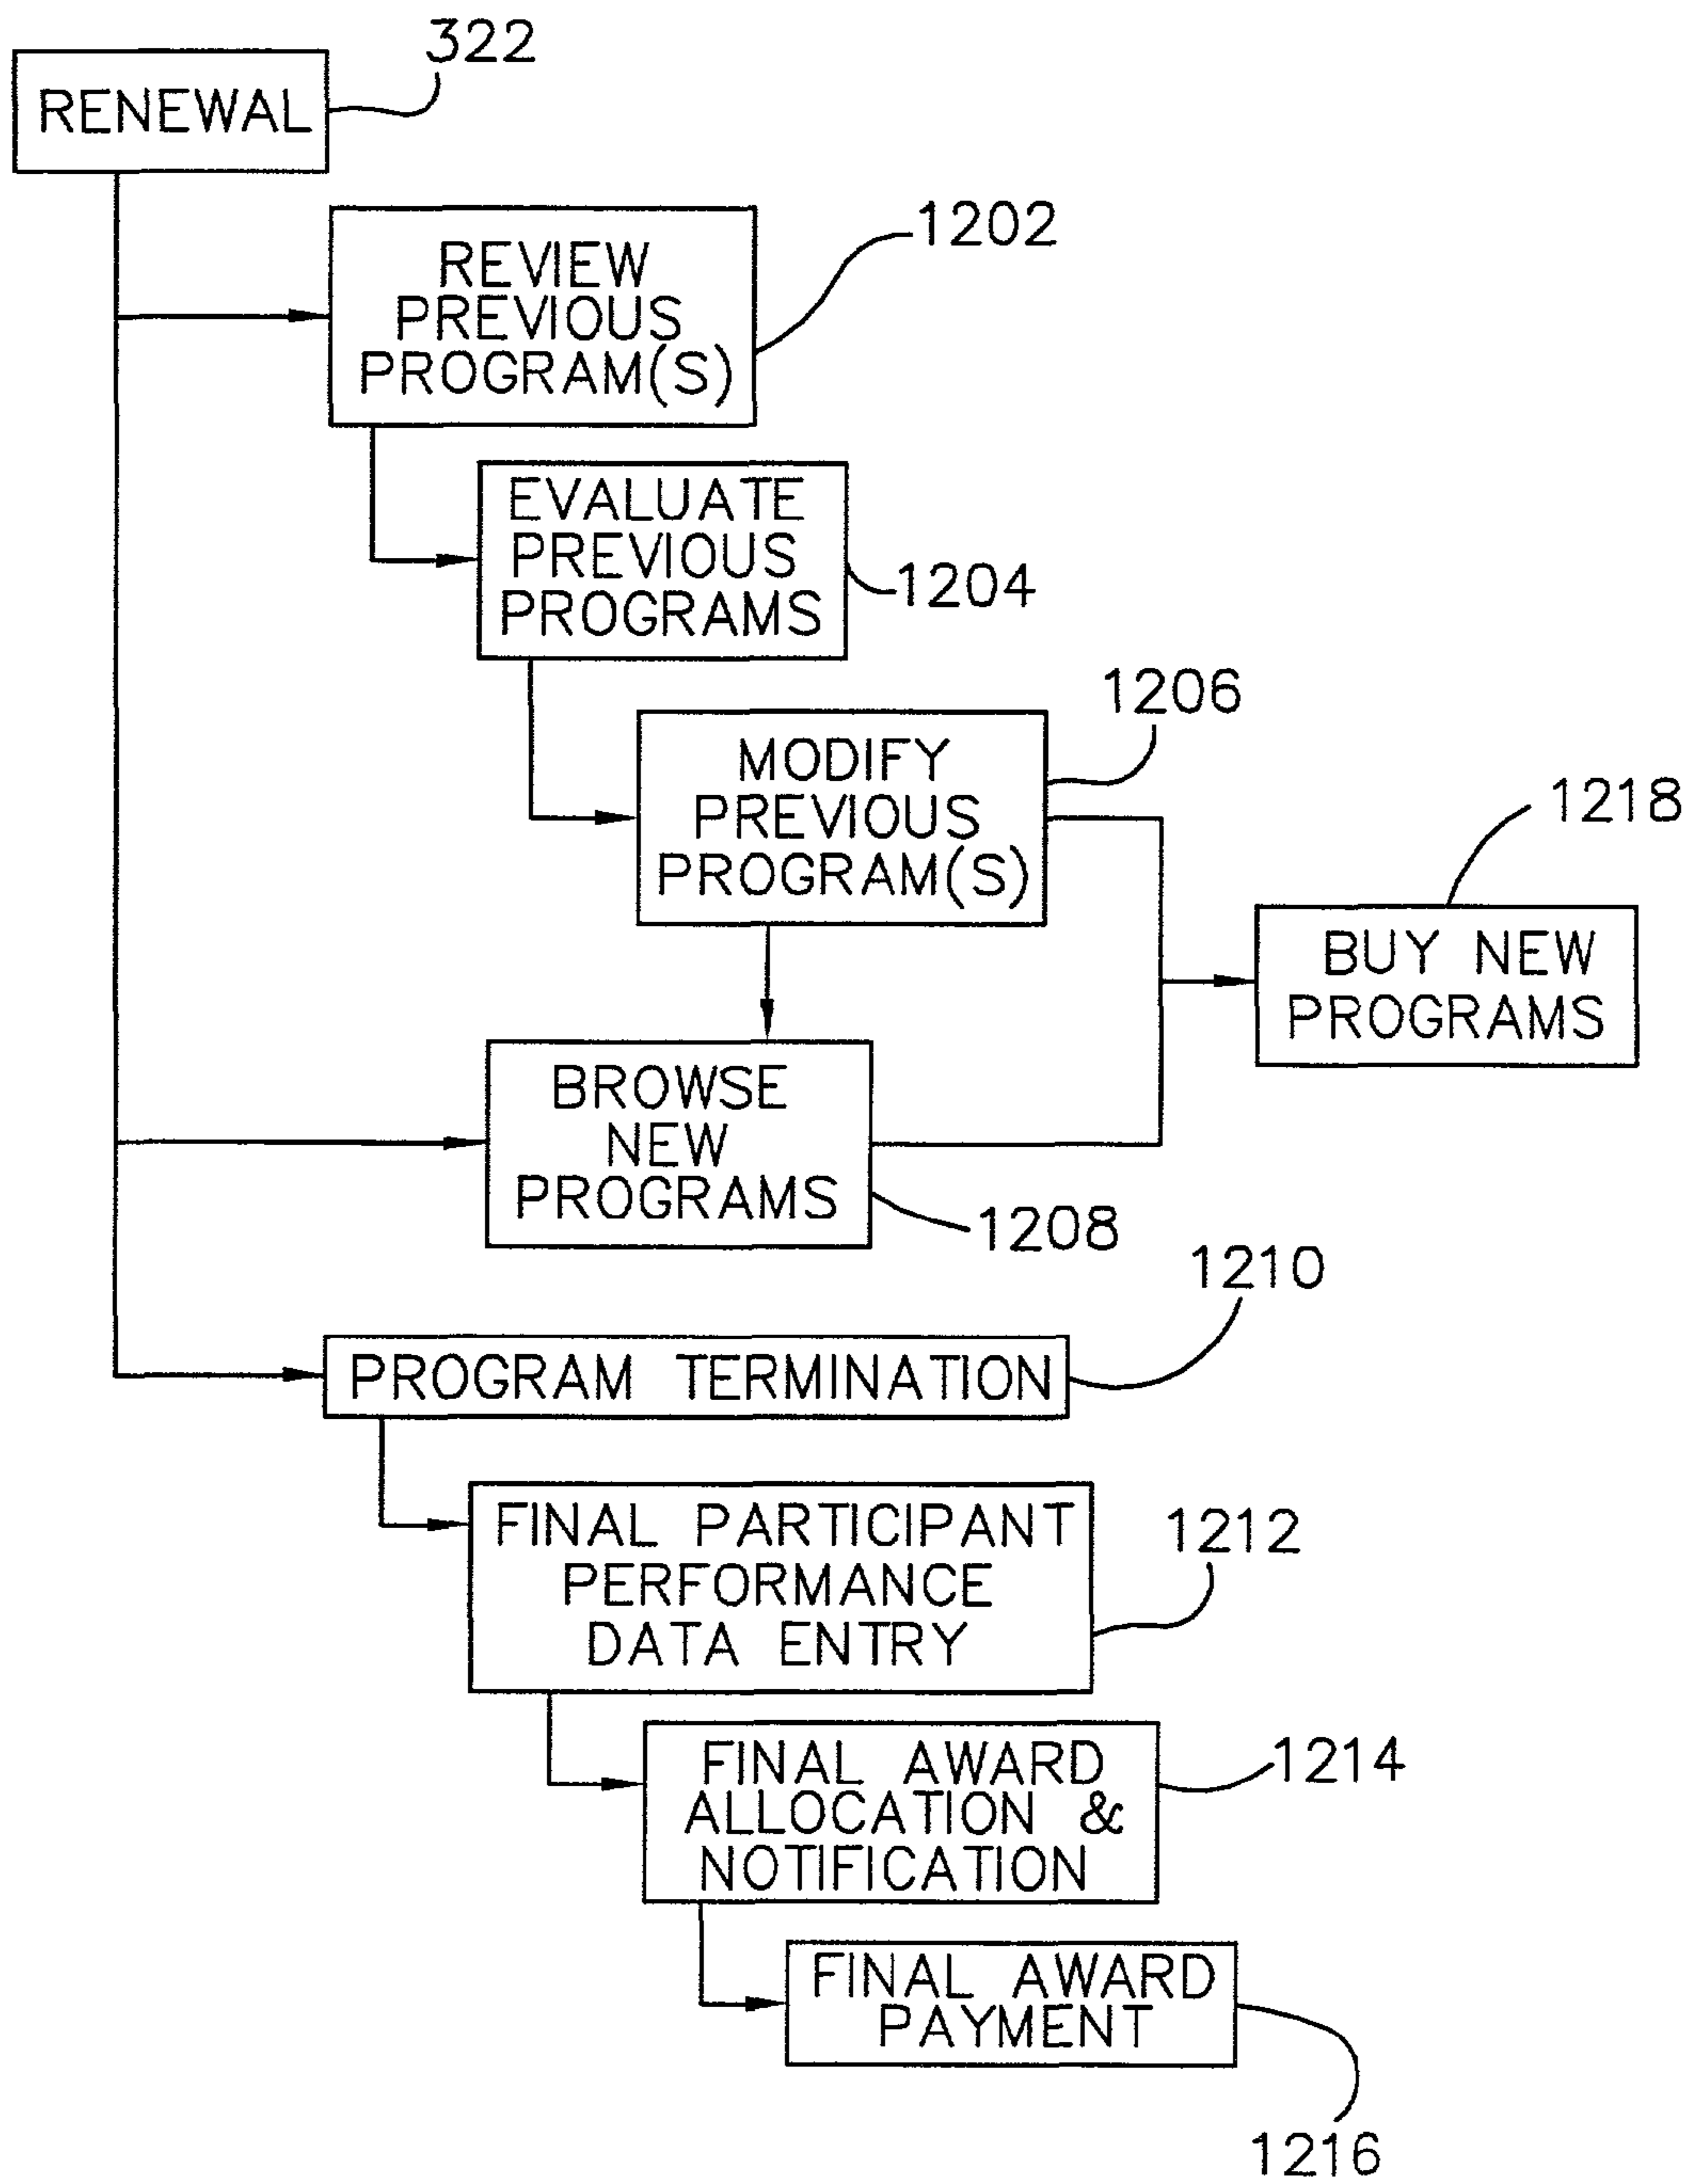 322
RENEWAL
1202
REVIEW
PREVIOUS
PROGRAM(S)
EVALUATE
PREVIOUS
PROGRAMS
1204
1206
MODIFY
PREVIOUS
PROGRAM(S)
1218
BUY NEW
PROGRAMS
BROWSE
NEW
PROGRAMS
1208
1210
PROGRAM TERMINATION
FINAL PARTICIPANT
PERFORMANCE
DATA ENTRY
1212
FINAL AWARD
ALLOCATION &
NOTIFICATION
1214
FINAL AWARD
PAYMENT
1216